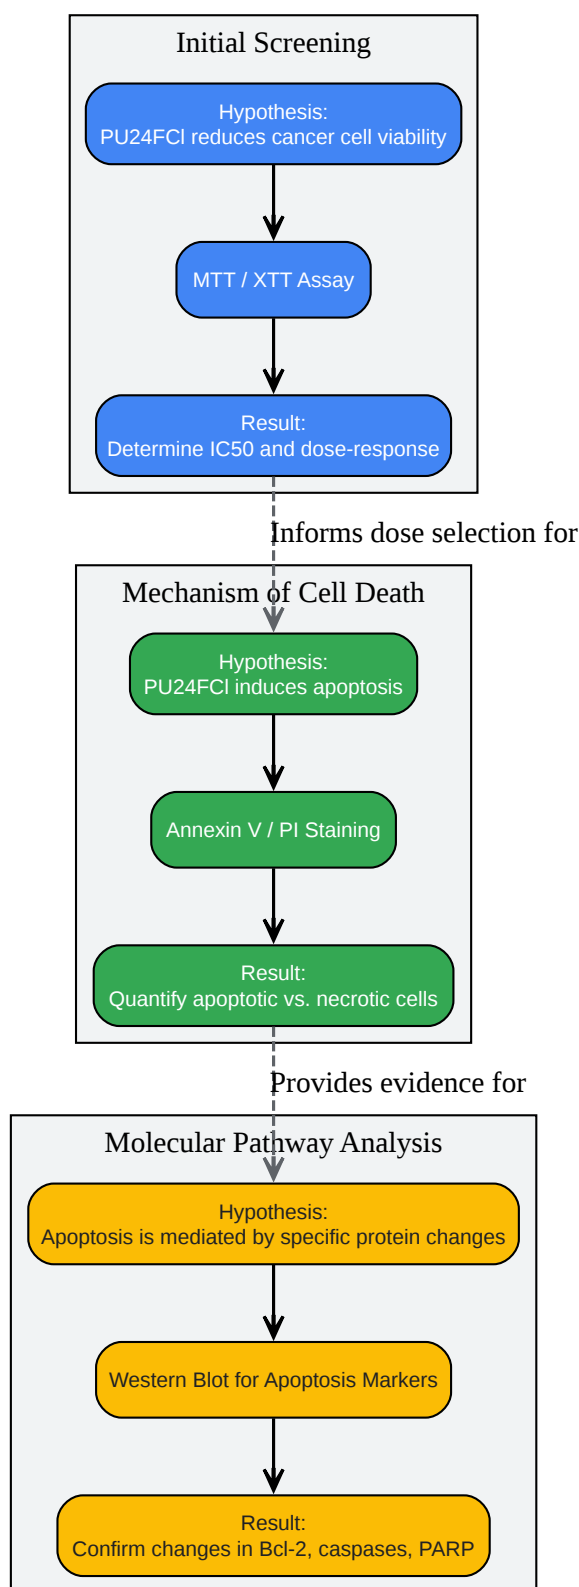 Initial Screening
Hypothesis:
PU24FCl reduces cancer cell viability
MTT / XTT Assay
Result:
Determine IC50 and dose-response
Informs dose selection for
Mechanism of Cell Death
Hypothesis:
PU24FCl induces apoptosis
Annexin V / PI Staining
Result:
Quantify apoptotic vs. necrotic cells
Provides evidence for
Molecular Pathway Analysis
Hypothesis:
Apoptosis is mediated by specific protein changes
Western Blot for Apoptosis Markers
Result:
Confirm changes in Bcl-2, caspases, PARP